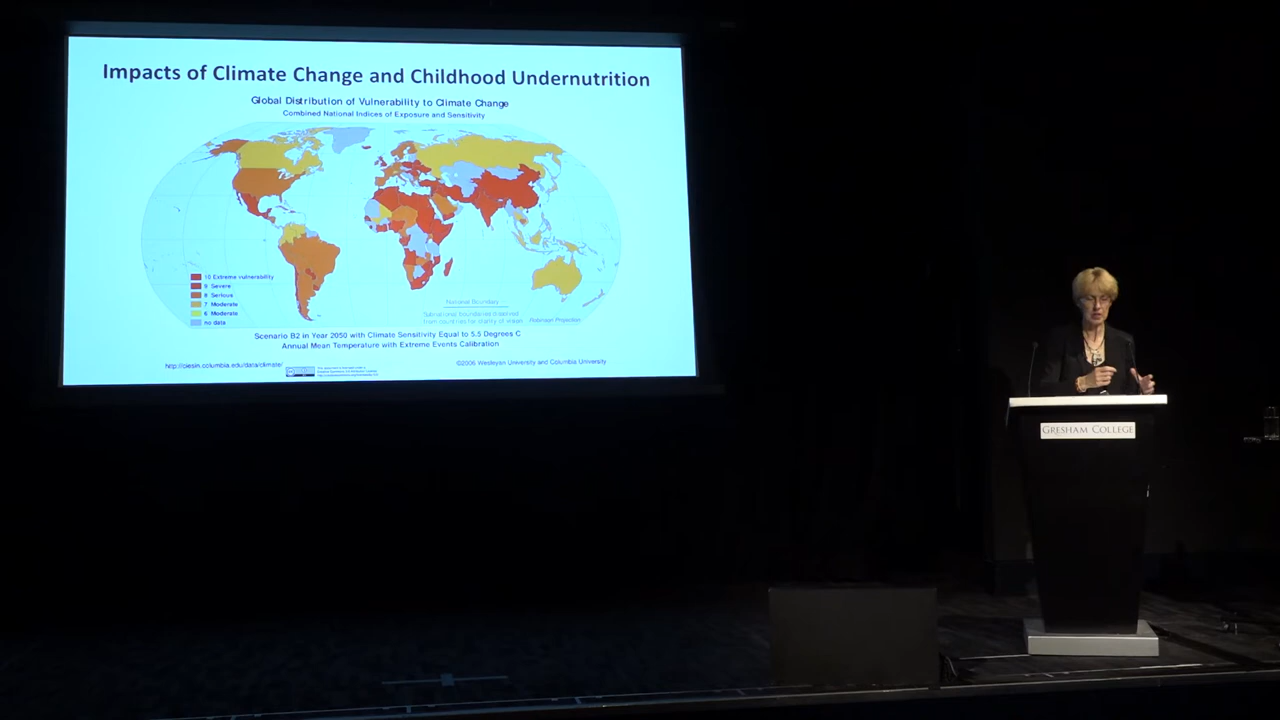 Impacts of Climate Change and Childhood Undernutrition
Global Distribution of Vulnerability to Climate Change
Combined National Indices of Exposure and Sensitivity
10 Extreme vulnerability
9 Severe
8 Serious
7 Moderate
6 Moderate
no data
National Boundary
Robinson Projection
Scenario B2 in Year 2050 with Climate Sensitivity Equal to 5.5 Degrees C
Annual Mean Temperature with Extreme Events Calibration
http://ciesin.columbia.edu/data/climate/
©2006 Wesleyan University and Columbia University
GRESHAM COLLEGE